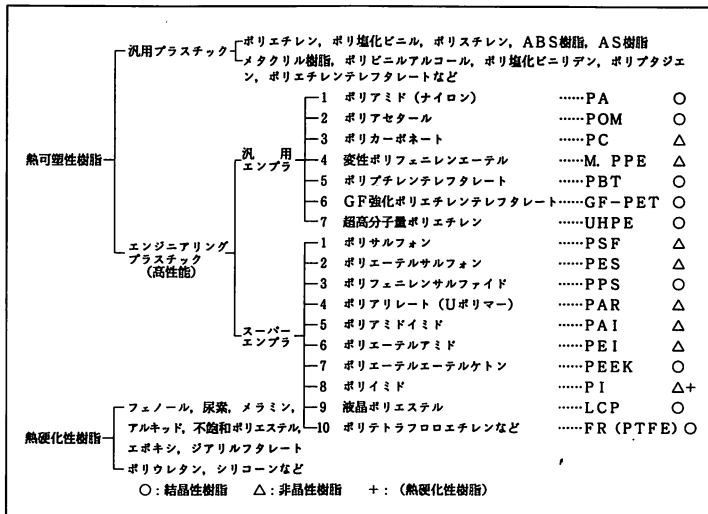 汎用プラスチック
ポリエチレン, ポリ塩化ビニル, ポリスチレン, ABS樹脂, AS樹脂
メタクリル樹脂, ポリビニルアルコール, ポリ塩化ビニリデン, ポリブタジエ
ン, ポリエチレンテレフタレートなど
熱可塑性樹脂
エンジニアリング
プラスチック
(高性能)
汎用
エンプラ
1 ポリアミド (ナイロン) ……PA ○
2 ポリアセタール ……POM ○
3 ポリカーボネート ……PC △
4 変性ポリフェニレンエーテル ……M. PPE △
5 ポリブチレンテレフタレート ……PBT ○
6 GF強化ポリエチレンテレフタレート……GF-PET ○
7 超高分子量ポリエチレン ……UHPE ○
スーパー
エンプラ
1 ポリサルフォン ……PSF △
2 ポリエーテルサルフォン ……PES △
3 ポリフェニレンサルファイド ……PPS ○
4 ポリアリレート (Uポリマー) ……PAR △
5 ポリアミドイミド ……PAI △
6 ポリエーテルアミド ……PEI △
7 ポリエーテルエーテルケトン ……PEEK ○
8 ポリイミド ……PI △+
9 液晶ポリエステル ……LCP ○
10 ポリテトラフロロエチレンなど ……FR (PTFE) ○
熱硬化性樹脂
フェノール, 尿素, メラミン,
アルキッド, 不飽和ポリエステル,
エポキシ, ジアリルフタレート
ポリウレタン, シリコーンなど
○:結晶性樹脂 △:非晶性樹脂 +:(熱硬化性樹脂)